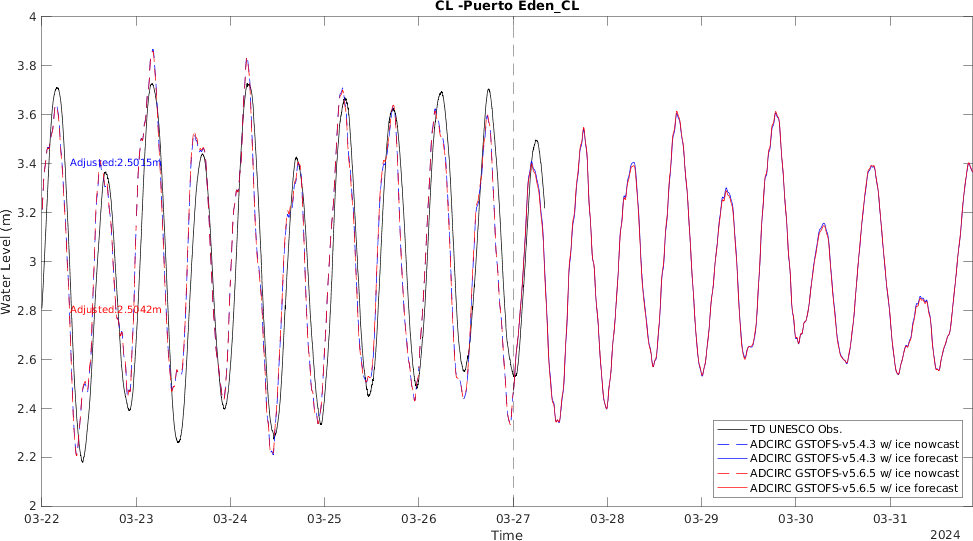 CL -Puerto Eden_CL
4
3.8
3.6
3.4
3.2
3
2.8
2.6
2.4
2.2
2
Water Level (m)
Adjusted:2.5015m
Adjusted:2.5042m
TD UNESCO Obs.
ADCIRC GSTOFS-v5.4.3 w/ ice nowcast
ADCIRC GSTOFS-v5.4.3 w/ ice forecast
ADCIRC GSTOFS-v5.6.5 w/ ice nowcast
ADCIRC GSTOFS-v5.6.5 w/ ice forecast
03-22 03-23 03-24 03-25 03-26 03-27 03-28 03-29 03-30 03-31
Time
2024